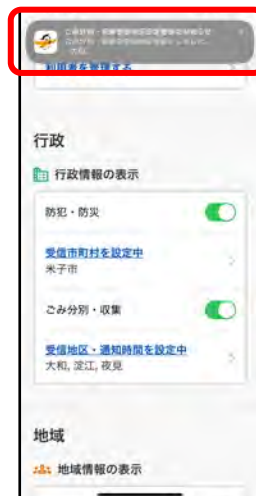 利用者を管理する
行政
行政情報の表示
防犯・防災
受信市町村を設定中
米子市
ごみ分別・収集
受信地区・通知時間を設定中
大和, 淀江, 夜見
地域
地域情報の表示